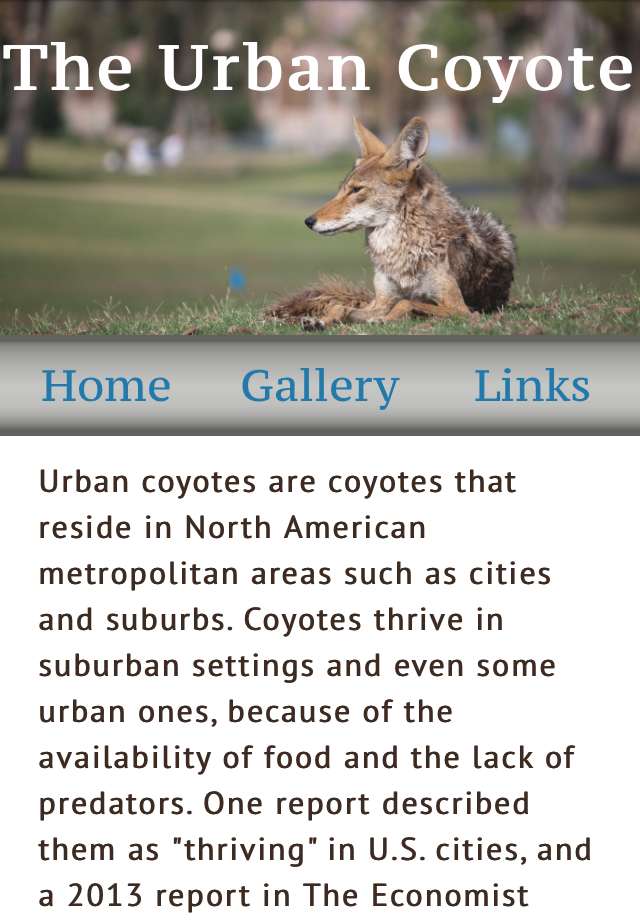 The Urban Coyote
Home Gallery Links
Urban coyotes are coyotes that
reside in North American
metropolitan areas such as cities
and suburbs. Coyotes thrive in
suburban settings and even some
urban ones, because of the
availability of food and the lack of
predators. One report described
them as "thriving" in U.S. cities, and
a 2013 report in The Economist